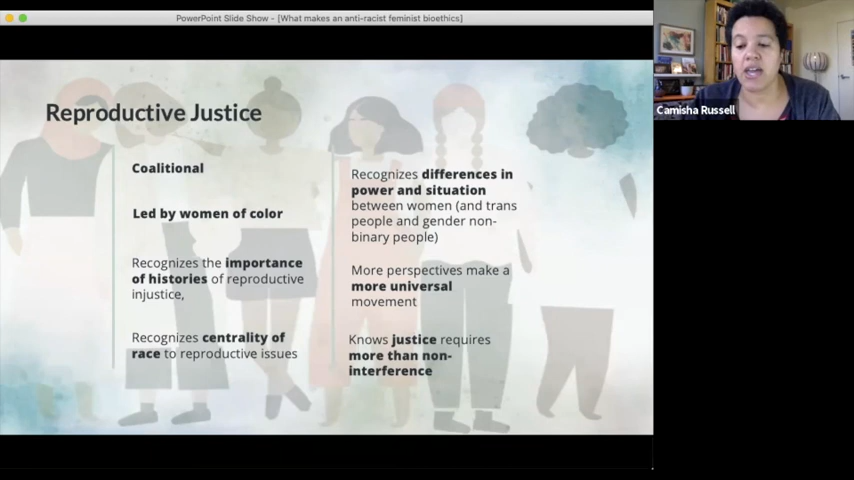 PowerPoint Slide Show - [What makes an anti-racist feminist bioethics]
Camisha Russell
Reproductive Justice
Coalitional
Led by women of color
Recognizes the importance
of histories of reproductive
injustice,
Recognizes centrality of
race to reproductive issues
Recognizes differences in
power and situation
between women (and trans
people and gender non-
binary people)
More perspectives make a
more universal
movement
Knows justice requires
more than non-
interference